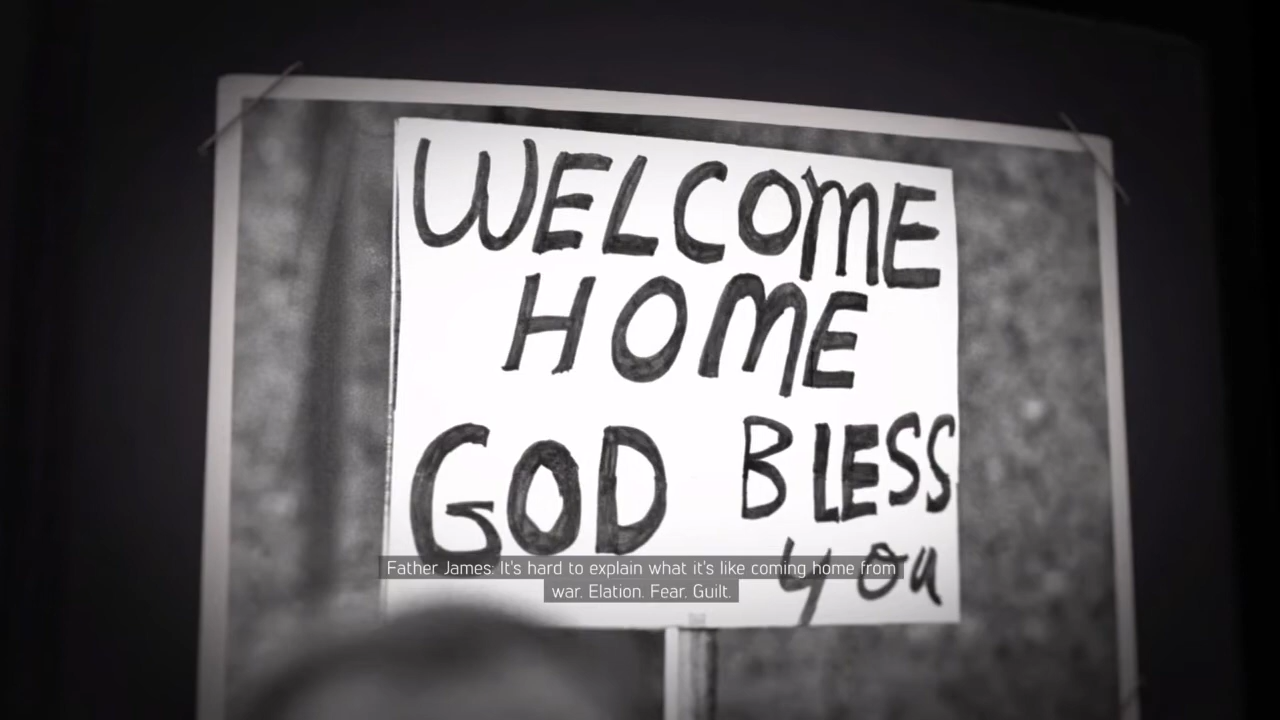 WELCOME
HOME
GOD BLESS
you
Father James: It's hard to explain what it's like coming home from
war. Elation. Fear. Guilt.